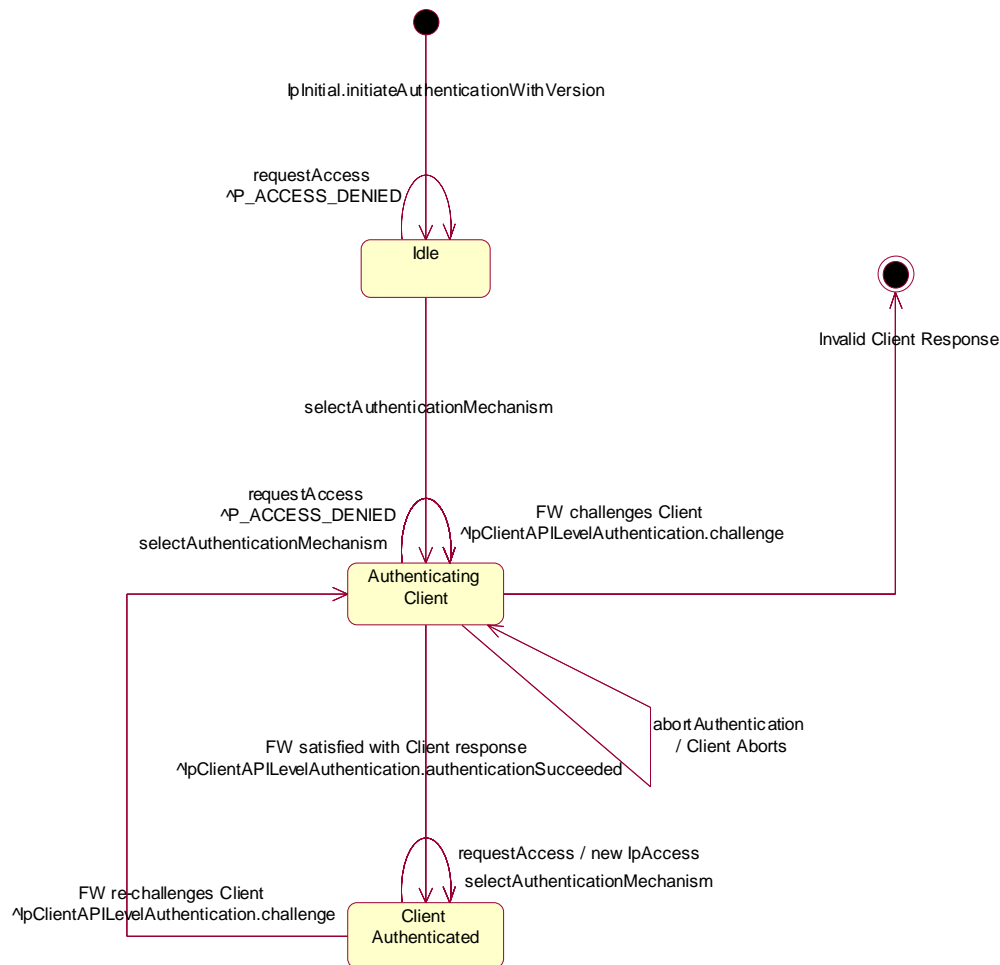 IpInitial.initiateAuthenticationWithVersion
requestAccess
^P_ACCESS_DENIED
Idle
Invalid Client Response
selectAuthenticationMechanism
requestAccess
^P_ACCESS_DENIED
selectAuthenticationMechanism
FW challenges Client
^IpClientAPILevelAuthentication.challenge
Authenticating
Client
abortAuthentication
/ Client Aborts
FW satisfied with Client response
^IpClientAPILevelAuthentication.authenticationSucceeded
requestAccess / new IpAccess
selectAuthenticationMechanism
FW re-challenges Client
^IpClientAPILevelAuthentication.challenge
Client
Authenticated